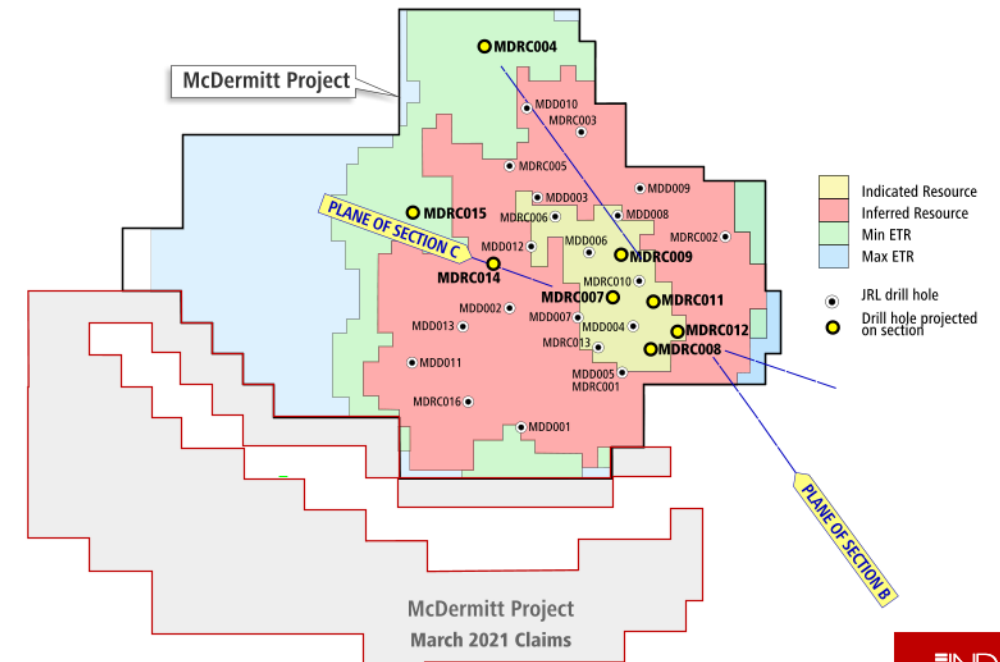 MDRC004
McDermitt Project
MDD010
MDRC003
MDRC005
MDD009
MDD003
PLANE OF SECTION C
MDRC015
MDRC006
MDD008
MDRC002
MDD012
MDD006
MDRC009
MDRC014
MDRC010
MDRC007
MDRC011
MDD002
MDD007
MDD013
MDD004
MDRC012
MDRC013
MDRC008
MDD011
MDD005
MDRC001
MDRC016
MDD001
Indicated Resource
Inferred Resource
Min ETR
Max ETR
JRL drill hole
Drill hole projected
on section
PLANE OF SECTION B
McDermitt Project
March 2021 Claims